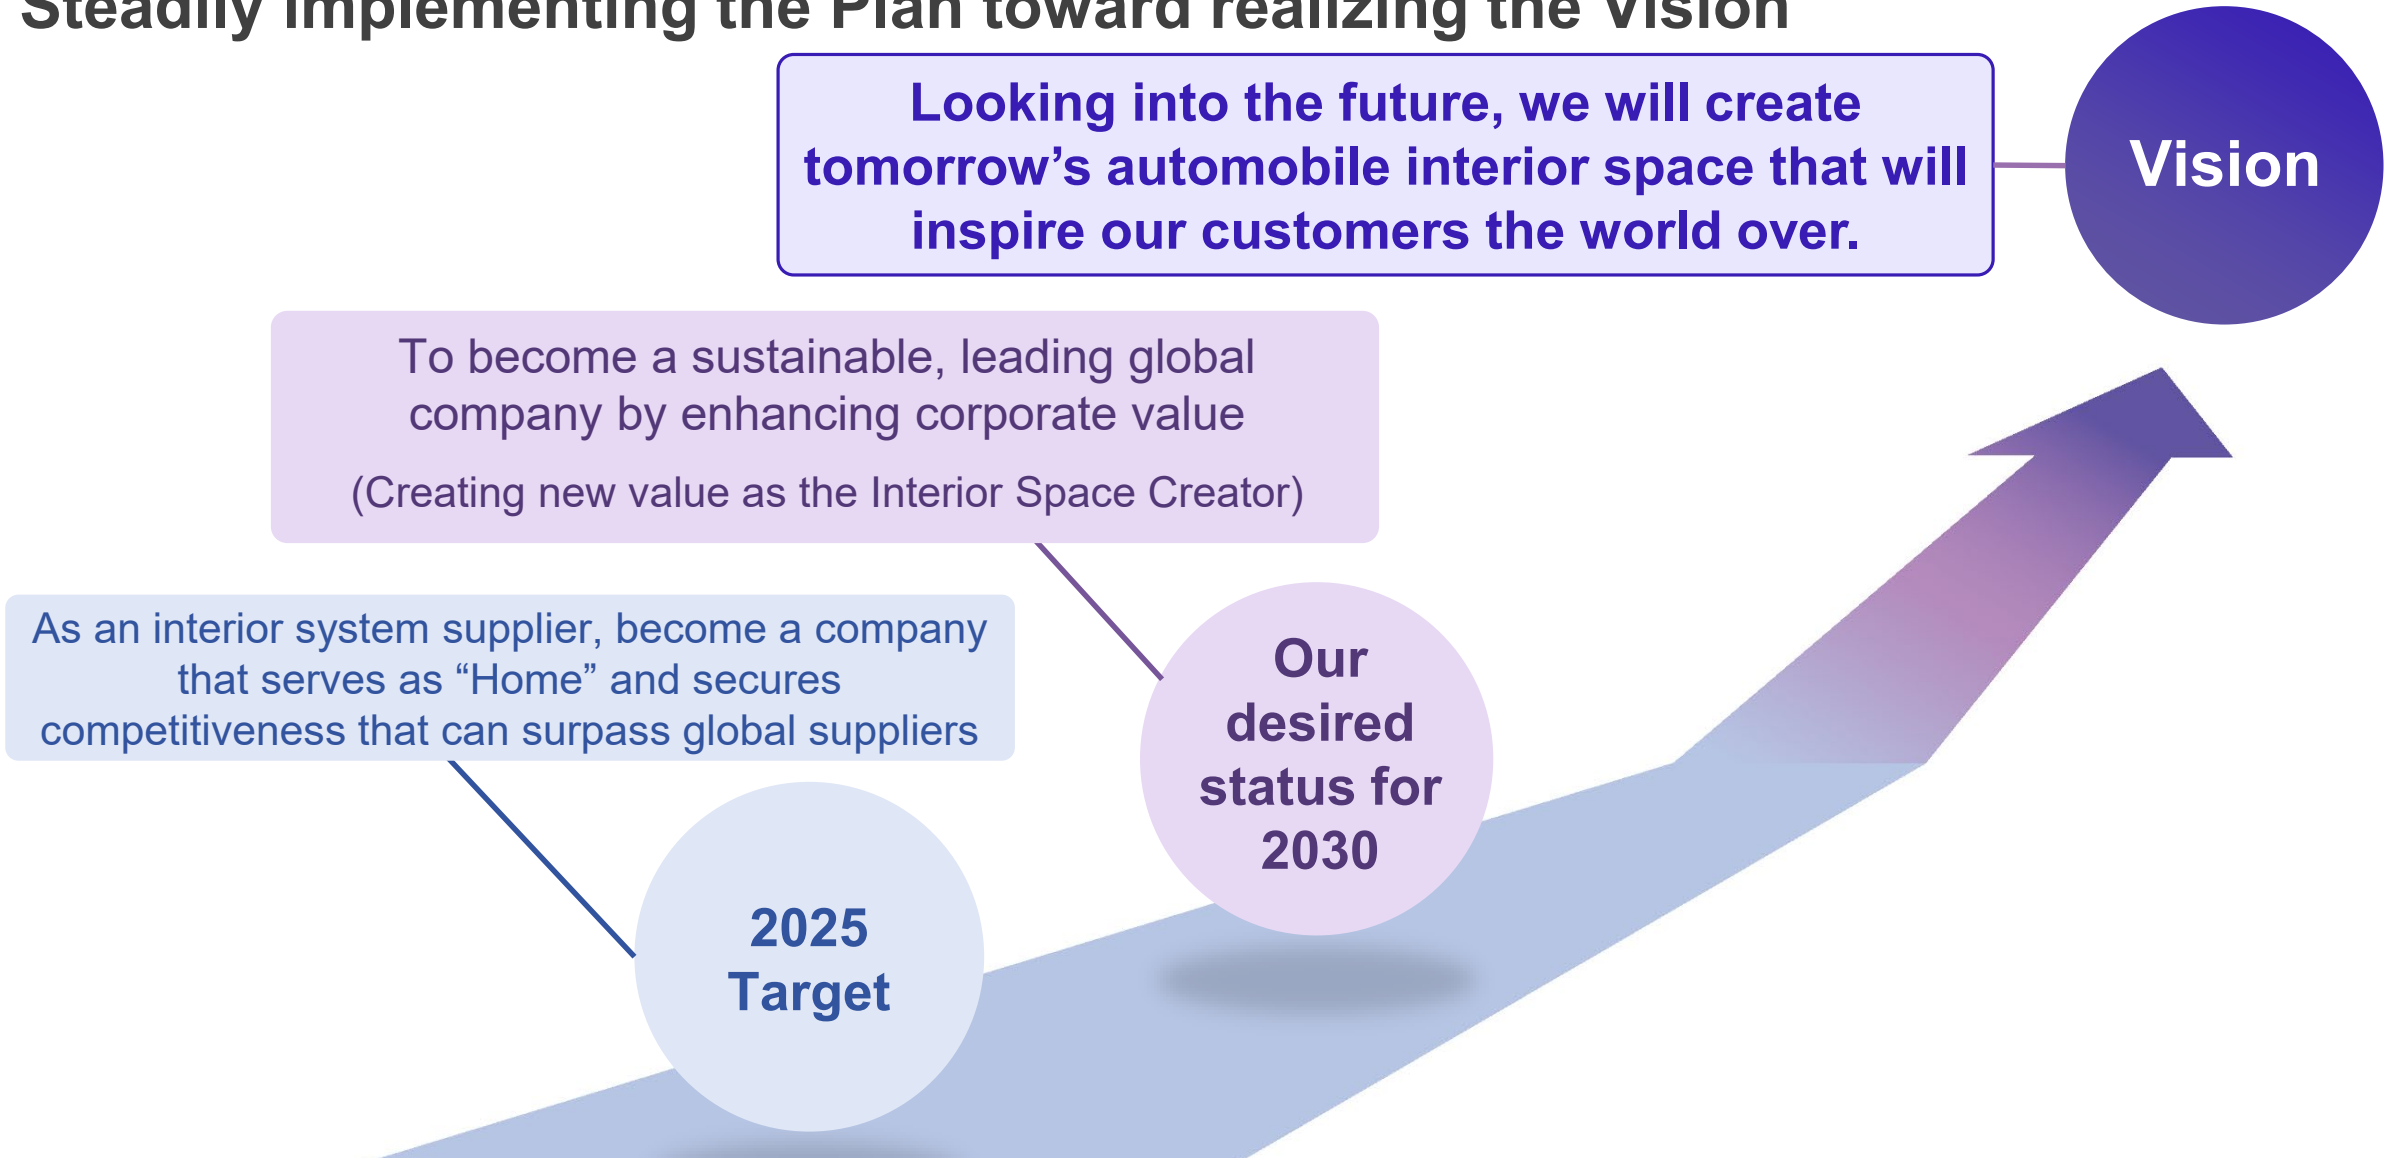 Steadily implementing the Plan toward realizing the Vision
Looking into the future, we will create
tomorrow’s automobile interior space that will
inspire our customers the world over.
Vision
To become a sustainable, leading global
company by enhancing corporate value
(Creating new value as the Interior Space Creator)
As an interior system supplier, become a company
that serves as “Home” and secures
competitiveness that can surpass global suppliers
Our
desired
status for
2030
2025
Target